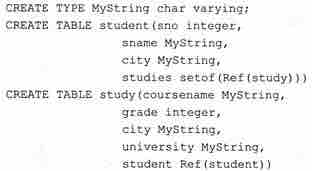 CREATE TYPE MyString char varying;
CREATE TABLE student(sno integer,
sname MyString,
city MyString,
studies setof(Ref(study)))
CREATE TABLE study(coursename MyString,
grade integer,
city MyString,
university MyString,
student Ref(student))